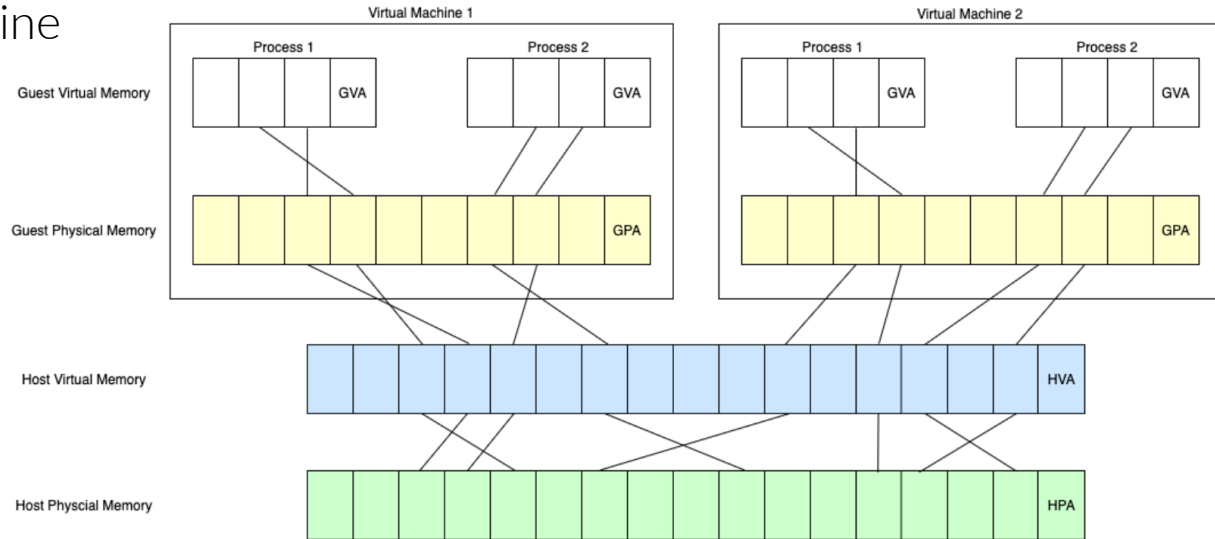 ine
Virtual Machine 1
Virtual Machine 2
Process 1
Process 2
Process 1
Process 2
Guest Virtual Memory
GVA
GVA
GVA
GVA
Guest Physical Memory
GPA
GPA
Host Virtual Memory
HVA
Host Physcial Memory
HPA